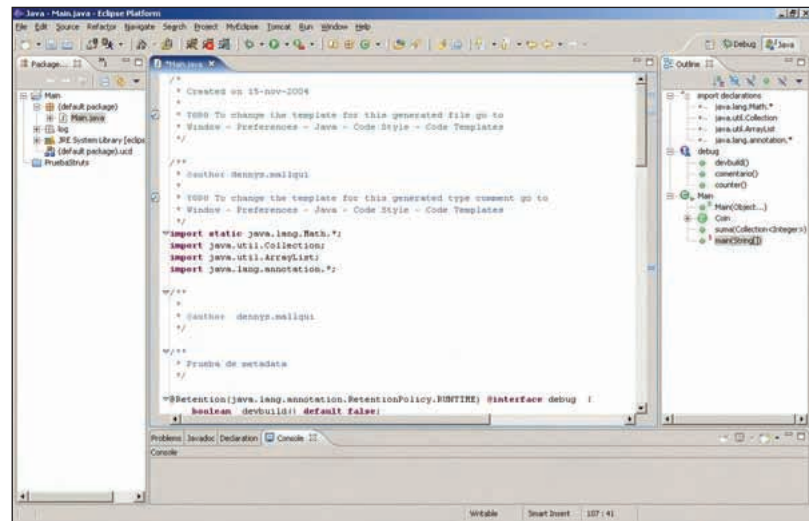 Java - Main.java - Eclipse Platform
File Edit Source Refactor Navigate Search Project MyEclipse Tomcat Run Window Help
Debug Java
Package...
Main
(default package)
Main.java
log
JRE System Library [eclipse
(default package).ucd
PruebaStruts
*Main.java
/*
* Created on 15-nov-2004
*
* TODO To change the template for this generated file go to
* Window - Preferences - Java - Code Style - Code Templates
*/
/**
* @author dennys.mallqui
*
* TODO To change the template for this generated type comment go to
* Window - Preferences - Java - Code Style - Code Templates
*/
import static java.lang.Math.*;
import java.util.Collection;
import java.util.ArrayList;
import java.lang.annotation.*;
/**
*
* @author dennys.mallqui
*/
/**
* Prueba de metadata
*/
@Retention(java.lang.annotation.RetentionPolicy.RUNTIME) @interface debug {
boolean devbuild() default false;
Outline
import declarations
java.lang.Math.*
java.util.Collection
java.util.ArrayList
java.lang.annotation.*
debug
devbuild()
comentario()
counter()
Main
Main(Object...)
Coin
suma(Collection<Integer>)
main(String[])
Problems Javadoc Declaration Console
Console
Writable Smart Insert 107 : 41